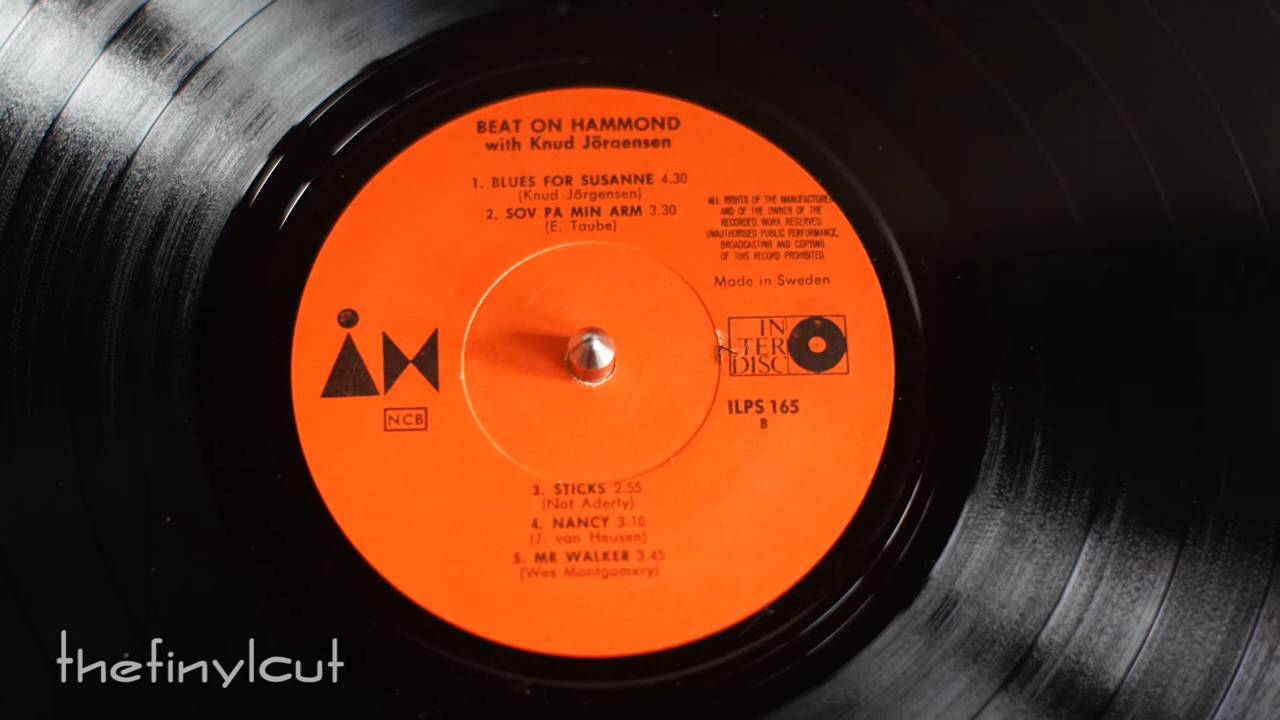 BEAT ON HAMMOND
with Knud Jörgensen
1. BLUES FOR SUSANNE 4.30
(Knud Jörgensen)
2. SOV PA MIN ARM 3.30
(E. Taube)
ALL RIGHTS OF THE MANUFACTURER
AND OF THE OWNER OF THE
RECORDED WORK RESERVED.
UNAUTHORISED PUBLIC PERFORMANCE,
BROADCASTING AND COPYING
OF THIS RECORD PROHIBITED.
Made in Sweden
ÅM
NCB
IN
TER
DISC
ILPS 165
B
3. STICKS 2.55
(Nat Aderly)
4. NANCY 3.10
(J. van Heusen)
5. MR WALKER 3.45
(Wes Montgomery)
thefinylcut